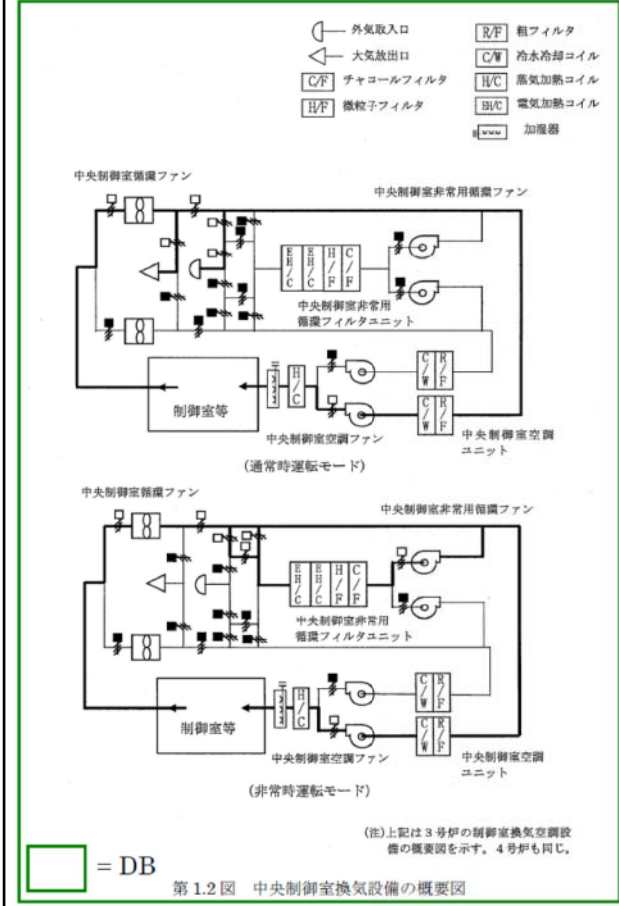 外気取入口
R/F 粗フィルタ
大気放出口
C/W 冷水冷却コイル
C/F チャコールフィルタ
H/C 蒸気加熱コイル
H/F 微粒子フィルタ
EH/C 電気加熱コイル
加湿器
中央制御室循環ファン
中央制御室非常用循環ファン
EH/C EH/C H/F C/F
中央制御室非常用
循環フィルタユニット
C/W R/F
制御室等
H/C
C/W R/F
中央制御室空調ファン
中央制御室空調
ユニット
(通常時運転モード)
中央制御室循環ファン
中央制御室非常用循環ファン
EH/C EH/C H/F C/F
中央制御室非常用
循環フィルタユニット
C/W R/F
制御室等
H/C
C/W R/F
中央制御室空調ファン
中央制御室空調
ユニット
(非常時運転モード)
(注)上記は3号炉の制御室換気空調設
備の概要図を示す。4号炉も同じ。
= DB
第1.2図 中央制御室換気設備の概要図